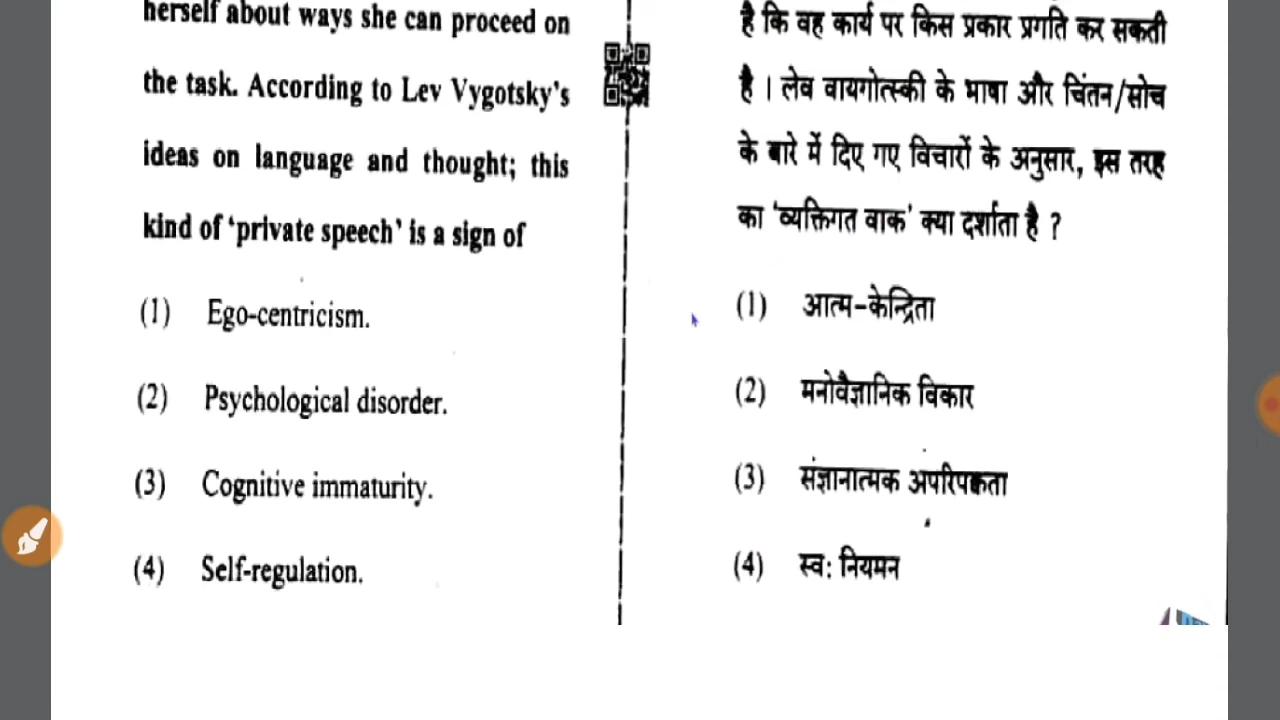 herself about ways she can proceed on
the task. According to Lev Vygotsky's
ideas on language and thought; this
kind of 'private speech' is a sign of
(1) Ego-centricism.
(2) Psychological disorder.
(3) Cognitive immaturity.
(4) Self-regulation.
है कि वह कार्य पर किस प्रकार प्रगति कर सकती
है । लेव वायगोत्स्की के भाषा और चिंतन/सोच
के बारे में दिए गए विचारों के अनुसार, इस तरह
का 'व्यक्तिगत वाक' क्या दर्शाता है ?
(1) आत्म-केन्द्रिता
(2) मनोवैज्ञानिक विकार
(3) संज्ञानात्मक अपरिपक्वता
(4) स्व: नियमन